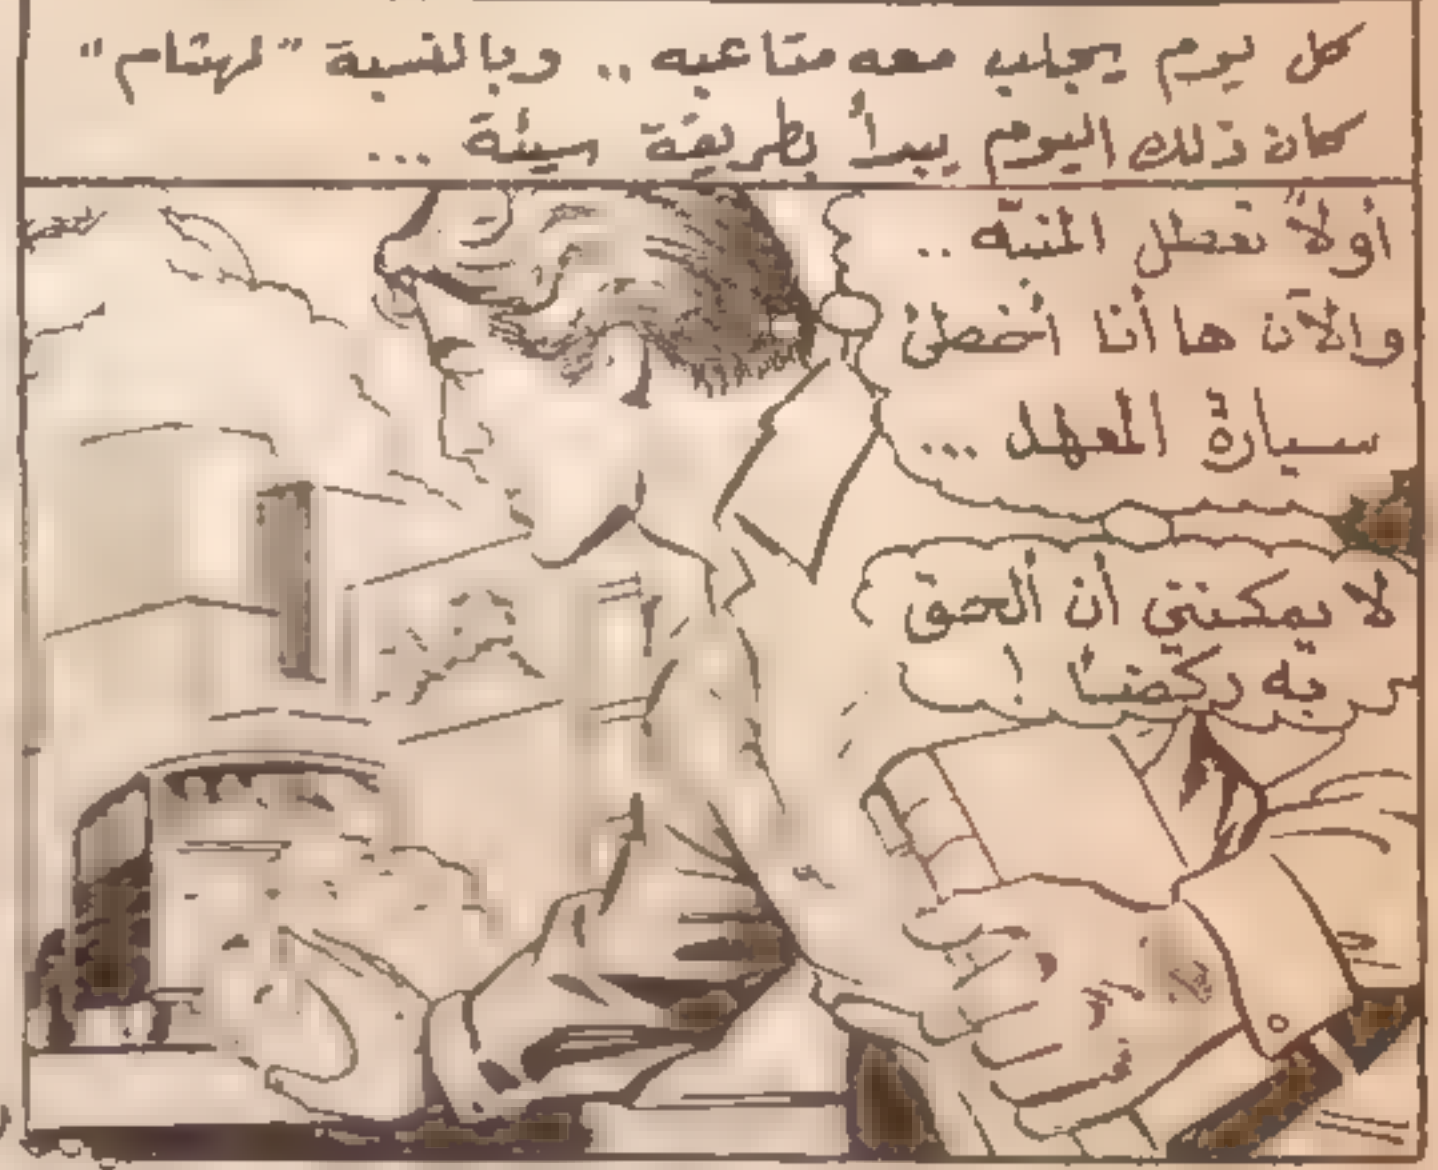 كل يوم يجلب معه متاعبه .. وبالنسبة "لهشام"
كان ذلك اليوم يبدأ بطريقة سيئة ...
أولاً تعطل المنبّه ..
والآن ها أنا أخطئ
سيارة المعهد ...
لا يمكنني أن ألحق
به ركضاً !